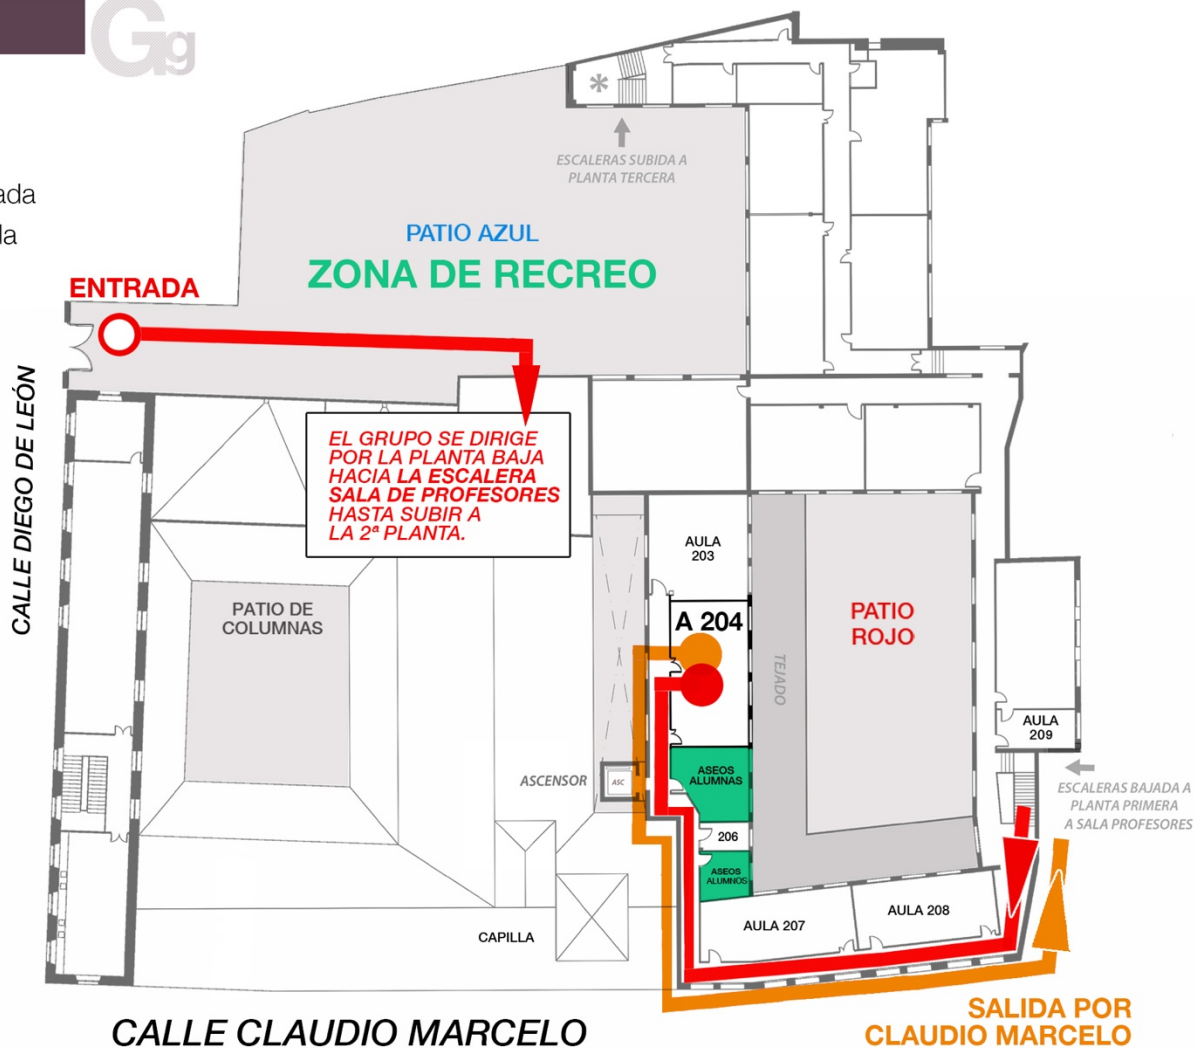 Gg
ada
la
*
ESCALERAS SUBIDA A
PLANTA TERCERA
PATIO AZUL
ZONA DE RECREO
ENTRADA
CALLE DIEGO DE LEÓN
EL GRUPO SE DIRIGE
POR LA PLANTA BAJA
HACIA LA ESCALERA
SALA DE PROFESORES
HASTA SUBIR A
LA 2ª PLANTA.
AULA
203
PATIO DE
COLUMNAS
A 204
PATIO
ROJO
TEJADO
AULA
209
ASCENSOR
ASC
ASEOS
ALUMNAS
ESCALERAS BAJADA A
PLANTA PRIMERA
A SALA PROFESORES
206
ASEOS
ALUMNOS
AULA 207
AULA 208
CAPILLA
SALIDA POR
CLAUDIO MARCELO
CALLE CLAUDIO MARCELO